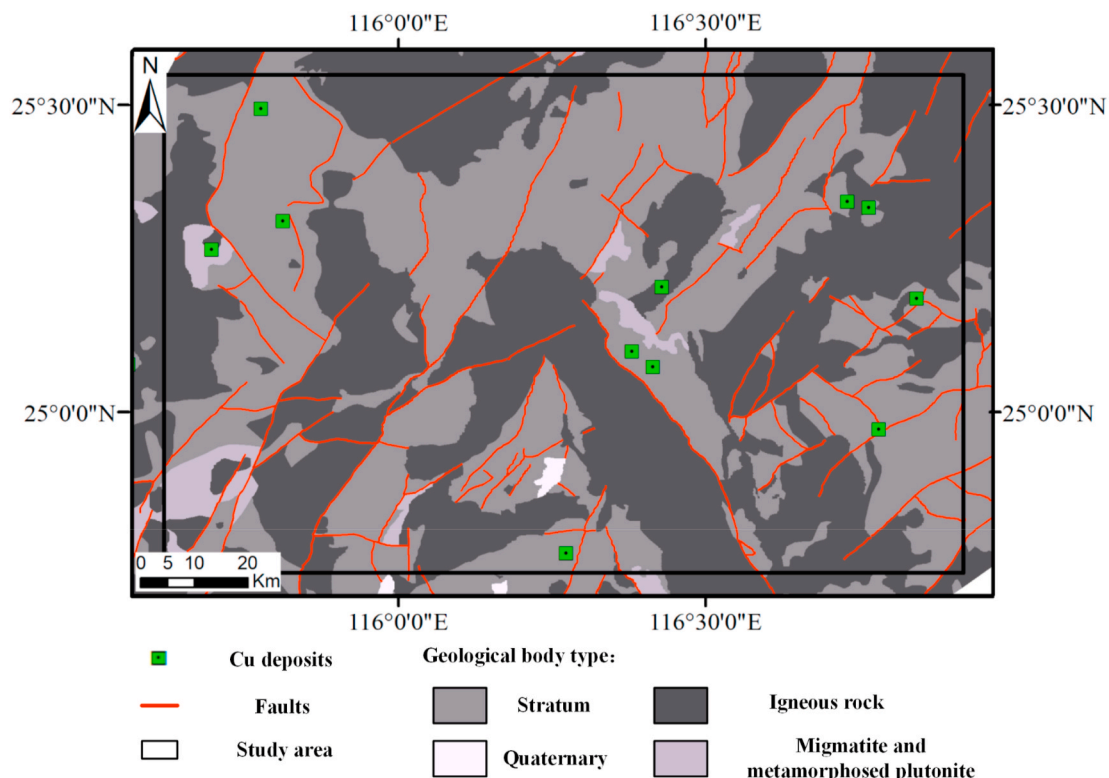 116°0'0"E 116°30'0"E
N
25°30'0"N 25°30'0"N
25°0'0"N 25°0'0"N
0 5 10 20
Km
116°0'0"E 116°30'0"E
Cu deposits Geological body type:
Faults Stratum Igneous rock
Study area Quaternary Migmatite and
metamorphosed plutonite